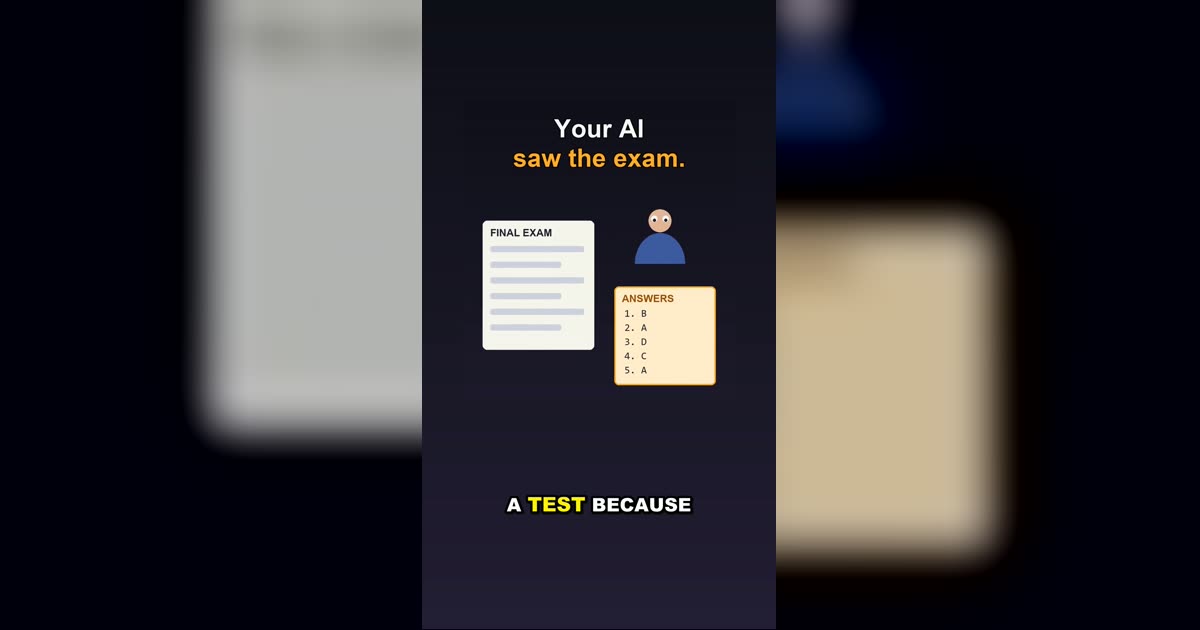 Your AI
saw the exam.
FINAL EXAM
ANSWERS
1. B
2. A
3. D
4. C
5. A
A TEST BECAUSE